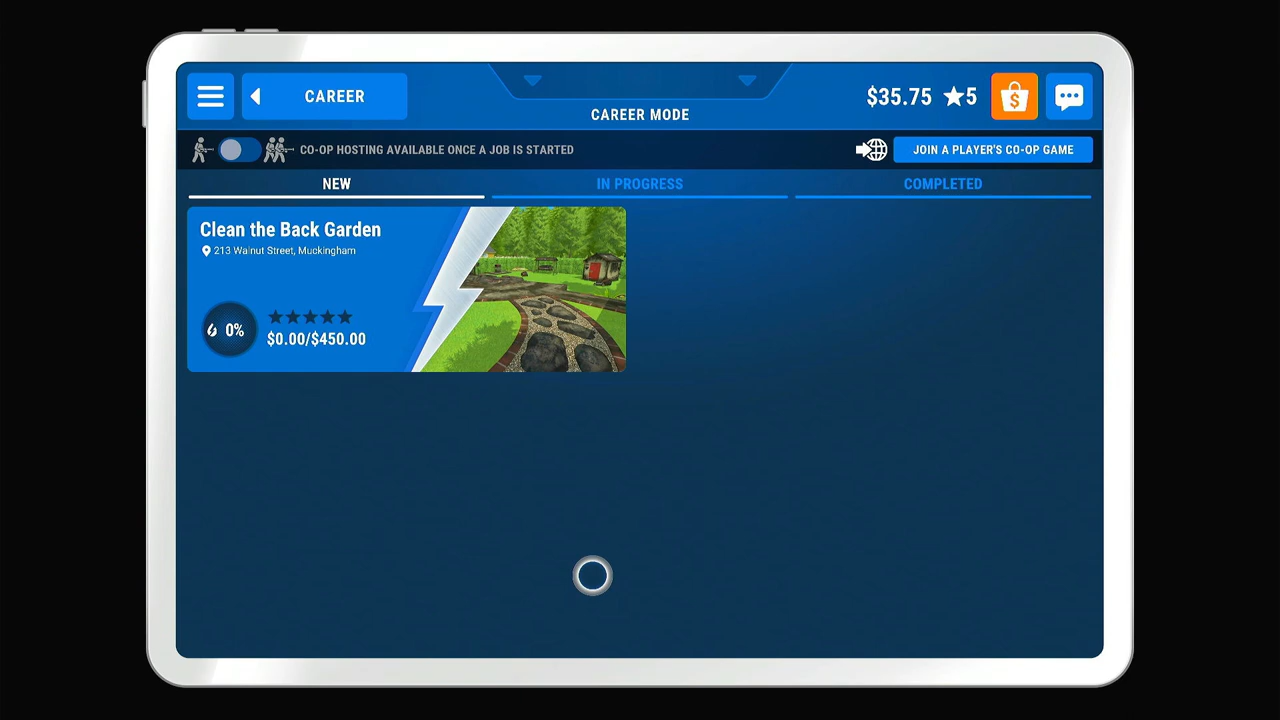 CAREER
CAREER MODE
$35.75 ★5
CO-OP HOSTING AVAILABLE ONCE A JOB IS STARTED
JOIN A PLAYER'S CO-OP GAME
NEW
IN PROGRESS
COMPLETED
Clean the Back Garden
213 Walnut Street, Muckingham
0%
$0.00/$450.00